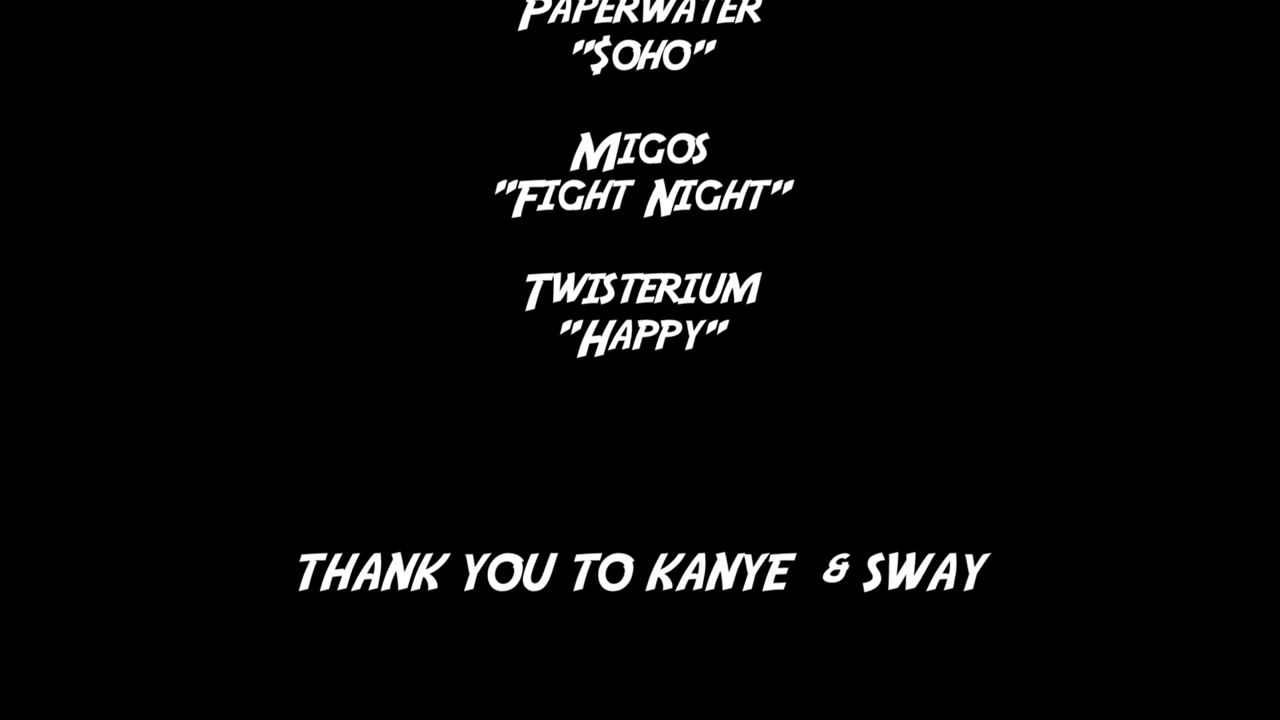 Paperwater
"$oho"
Migos
"Fight Night"
Twisterium
"Happy"
THANK YOU TO KANYE & SWAY